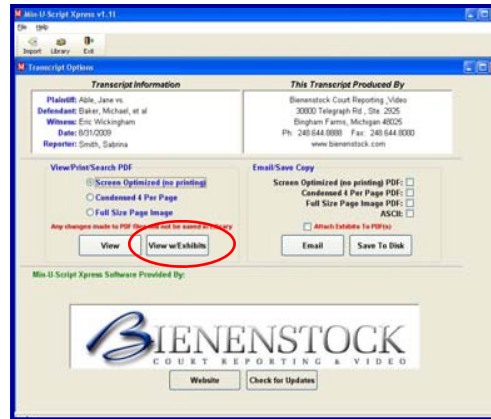 Min-U-Script Xpress v1.11
File Help
Import Library Exit
Transcript Options
Transcript Information
Plaintiff: Able, Jane vs.
Defendant: Baker, Michael, et al
Witness: Eric Wickingham
Date: 8/31/2009
Reporter: Smith, Sabrina
This Transcript Produced By
Bienenstock Court Reporting ,Video
30800 Telegraph Rd., Ste. 2925
Bingham Farms, Michigan 48025
Ph: 248.644.8888 Fax: 248.644.8000
www.bienenstock.com
View/Print/Search PDF
Screen Optimized (no printing)
Condensed 4 Per Page
Full Size Page Image
Any changes made to PDF files will not be saved in Library
View View w/Exhibits
Email/Save Copy
Screen Optimized (no printing) PDF:
Condensed 4 Per Page PDF:
Full Size Page Image PDF:
ASCII:
Attach Exhibits To PDF(s)
Email Save To Disk
Min-U-Script Xpress Software Provided By:
BIENENSTOCK
COURT REPORTING & VIDEO
Website Check for Updates